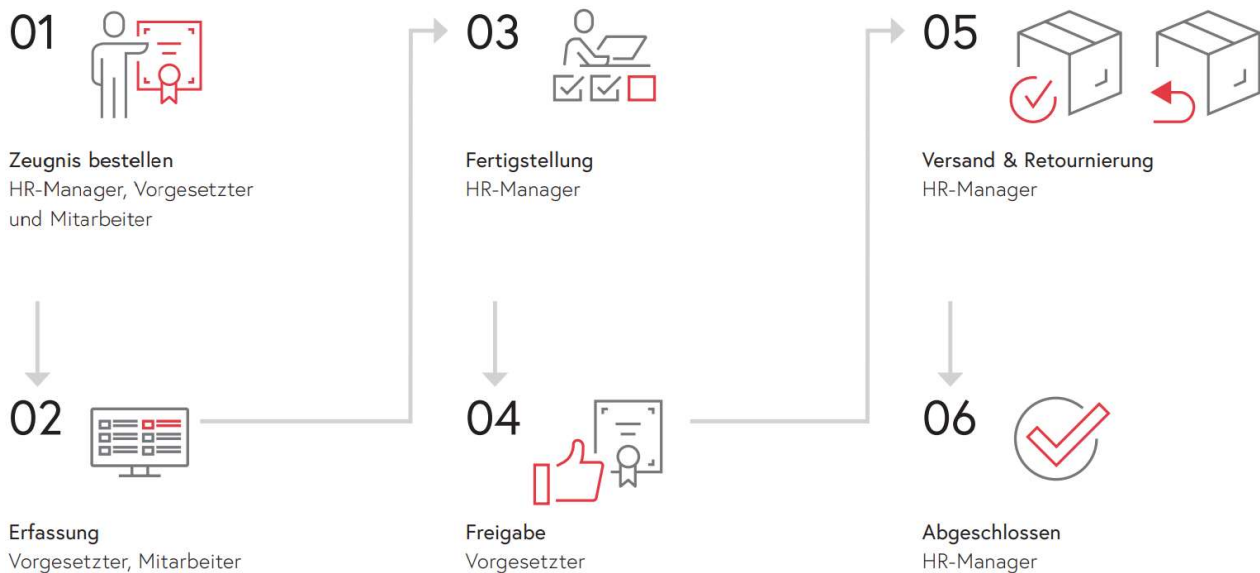 01
Zeugnis bestellen
HR-Manager, Vorgesetzter
und Mitarbeiter
02
Erfassung
Vorgesetzter, Mitarbeiter
03
Fertigstellung
HR-Manager
04
Freigabe
Vorgesetzter
05
Versand & Retournierung
HR-Manager
06
Abgeschlossen
HR-Manager